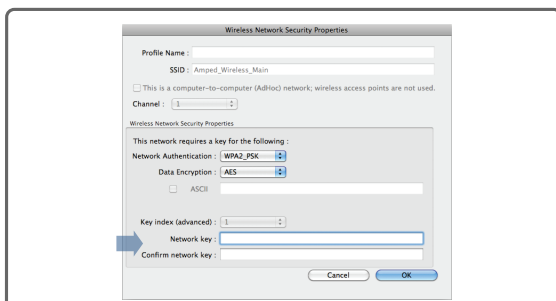 Wireless Network Security Properties
Profile Name :
SSID : Amped_Wireless_Main
This is a computer-to-computer (AdHoc) network; wireless access points are not used.
Channel : 1
Wireless Network Security Properties
This network requires a key for the following :
Network Authentication : WPA2_PSK
Data Encryption : AES
ASCII
Key index (advanced) : 1
Network key :
Confirm network key :
Cancel OK